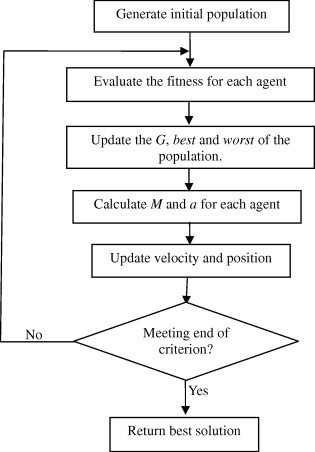 Generate initial population
Evaluate the fitness for each agent
Update the G, best and worst of the
population.
Calculate M and a for each agent
Update velocity and position
Meeting end of
criterion?
No
Yes
Return best solution